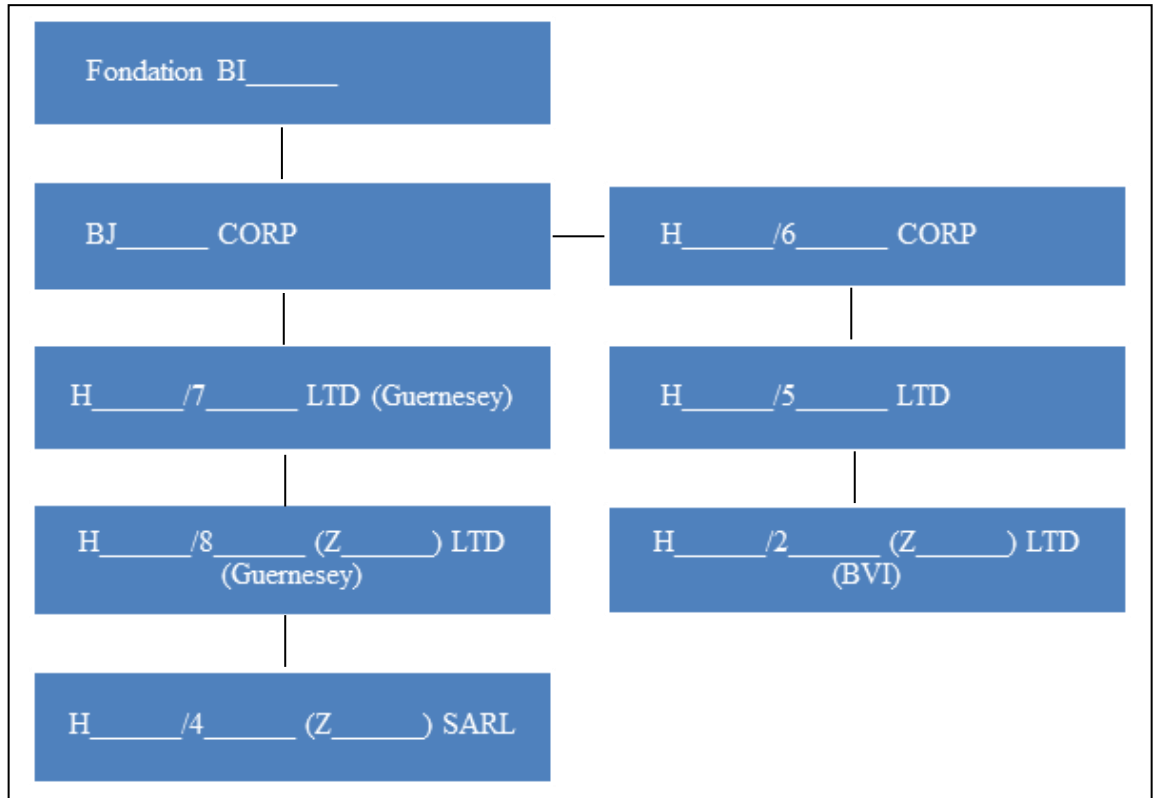 Fondation BI______
BJ______ CORP
H______/6______ CORP
H______/7______ LTD (Guernesey)
H______/5______ LTD
H______/8______ (Z______) LTD
(Guernesey)
H______/2______ (Z______) LTD
(BVI)
H______/4______ (Z______) SARL